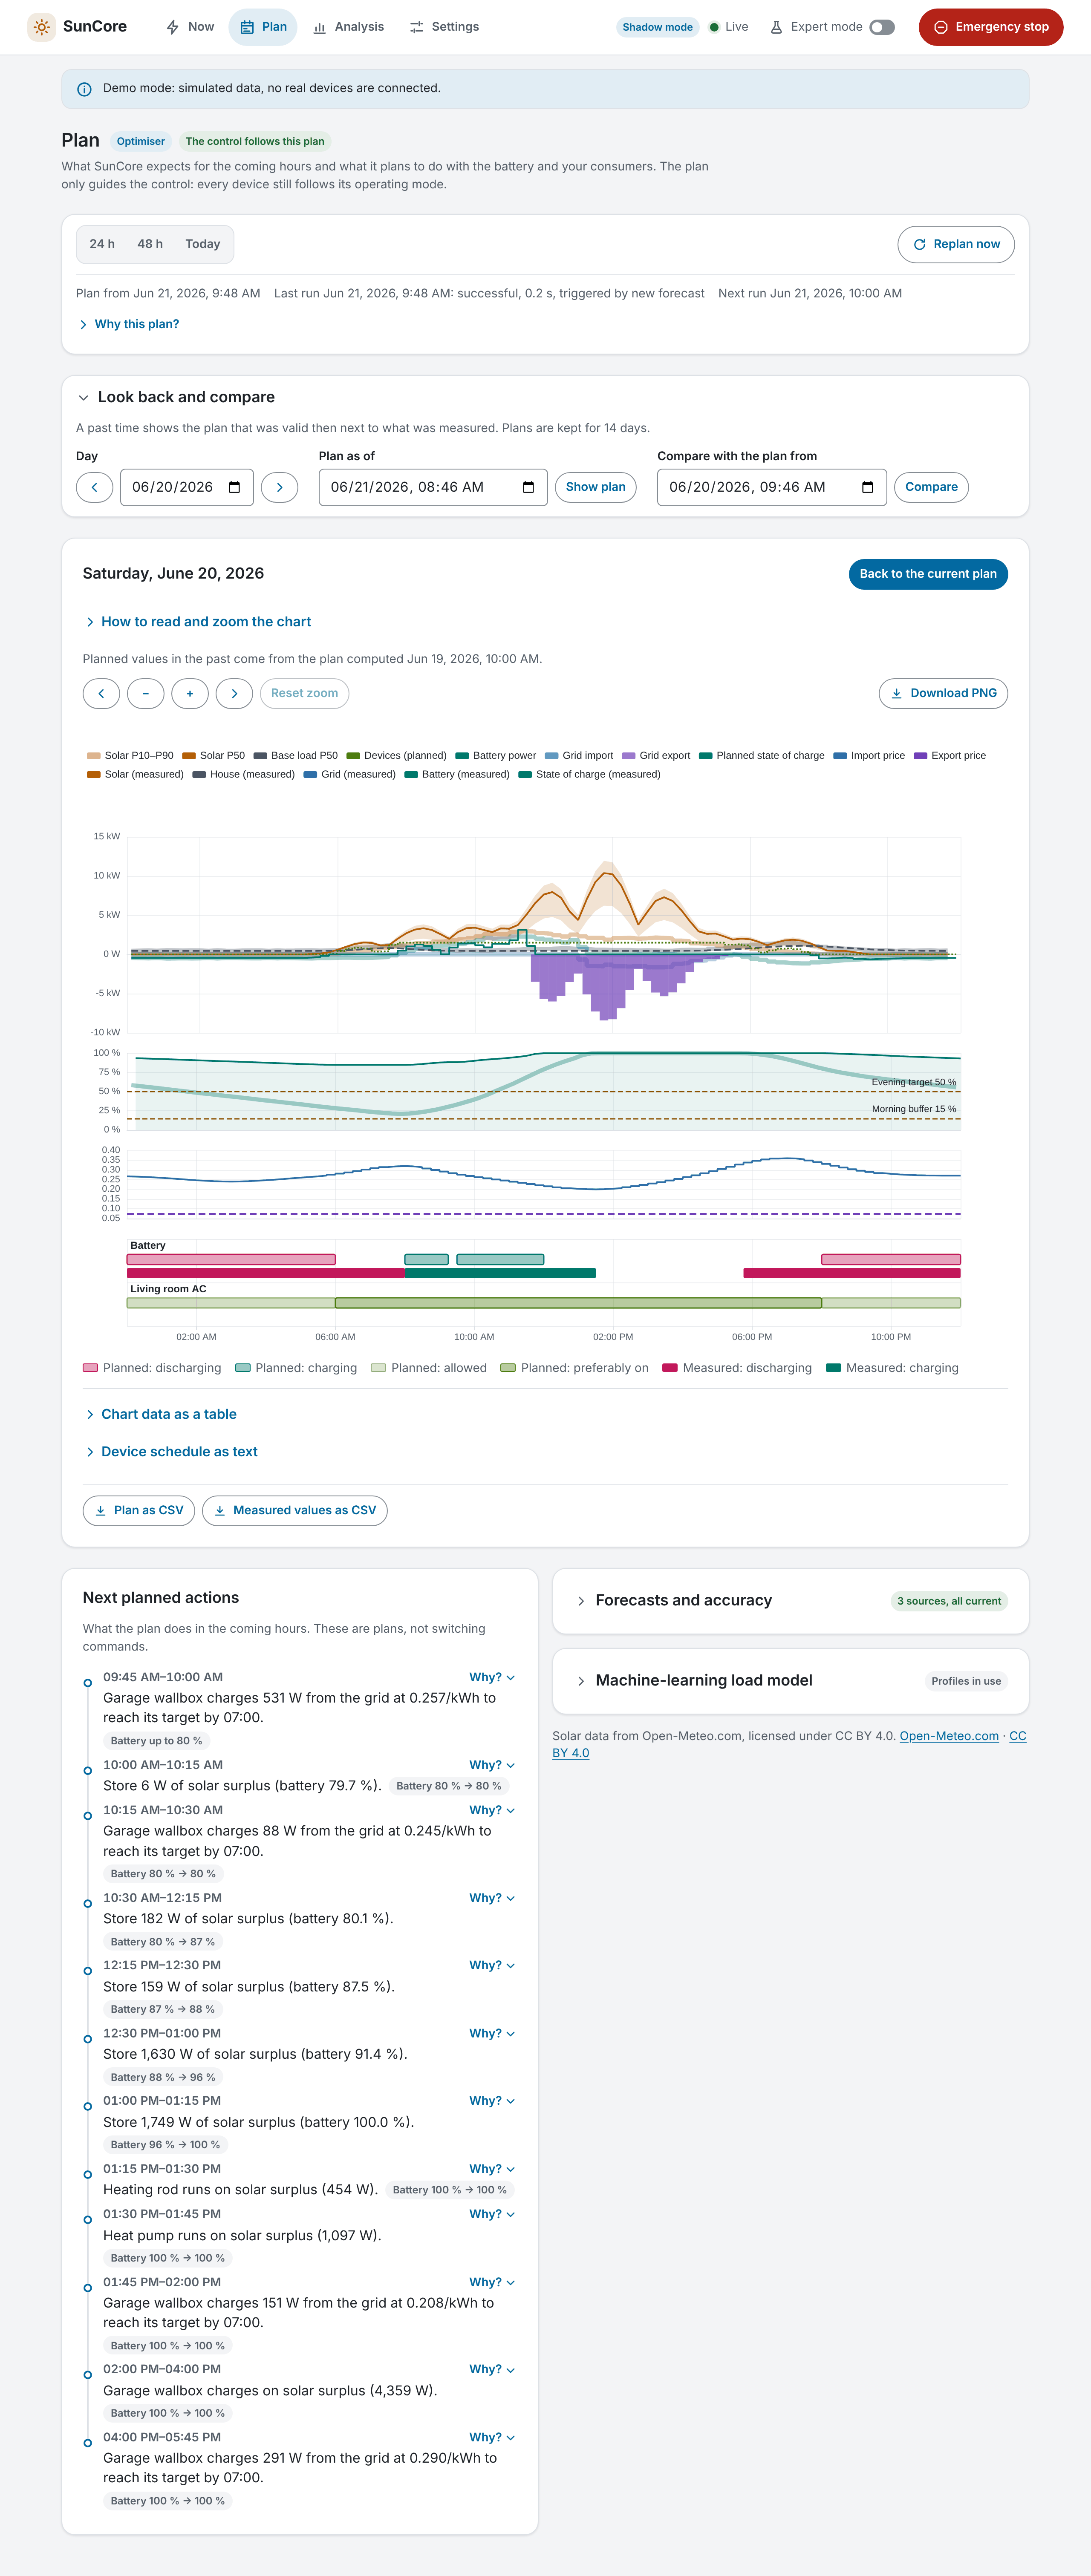 SunCore
Now
Plan
Analysis
Settings
Shadow mode
Live
Expert mode
Emergency stop
Demo mode: simulated data, no real devices are connected.
Plan
Optimiser
The control follows this plan
What SunCore expects for the coming hours and what it plans to do with the battery and your consumers. The plan
only guides the control: every device still follows its operating mode.
24 h
48 h
Today
Replan now
Plan from Jun 21, 2026, 9:48 AM
Last run Jun 21, 2026, 9:48 AM: successful, 0.2 s, triggered by new forecast
Next run Jun 21, 2026, 10:00 AM
Why this plan?
Look back and compare
A past time shows the plan that was valid then next to what was measured. Plans are kept for 14 days.
Day
06/20/2026
Plan as of
06/21/2026, 08:46 AM
Show plan
Compare with the plan from
06/20/2026, 09:46 AM
Compare
Saturday, June 20, 2026
Back to the current plan
How to read and zoom the chart
Planned values in the past come from the plan computed Jun 19, 2026, 10:00 AM.
− + Reset zoom
Download PNG
Solar P10–P90 Solar P50 Base load P50 Devices (planned) Battery power Grid import Grid export Planned state of charge Import price Export price
Solar (measured) House (measured) Grid (measured) Battery (measured) State of charge (measured)
15 kW
10 kW
5 kW
0 W
-5 kW
-10 kW
100 %
75 %
Evening target 50 %
50 %
25 %
Morning buffer 15 %
0 %
0.40
0.35
0.30
0.25
0.20
0.15
0.10
0.05
Battery
Living room AC
02:00 AM 06:00 AM 10:00 AM 02:00 PM 06:00 PM 10:00 PM
Planned: discharging Planned: charging Planned: allowed Planned: preferably on Measured: discharging Measured: charging
Chart data as a table
Device schedule as text
Plan as CSV
Measured values as CSV
Next planned actions
What the plan does in the coming hours. These are plans, not switching
commands.
09:45 AM–10:00 AM Why?
Garage wallbox charges 531 W from the grid at 0.257/kWh to
reach its target by 07:00.
Battery up to 80 %
10:00 AM–10:15 AM Why?
Store 6 W of solar surplus (battery 79.7 %). Battery 80 % → 80 %
10:15 AM–10:30 AM Why?
Garage wallbox charges 88 W from the grid at 0.245/kWh to
reach its target by 07:00.
Battery 80 % → 80 %
10:30 AM–12:15 PM Why?
Store 182 W of solar surplus (battery 80.1 %).
Battery 80 % → 87 %
12:15 PM–12:30 PM Why?
Store 159 W of solar surplus (battery 87.5 %).
Battery 87 % → 88 %
12:30 PM–01:00 PM Why?
Store 1,630 W of solar surplus (battery 91.4 %).
Battery 88 % → 96 %
01:00 PM–01:15 PM Why?
Store 1,749 W of solar surplus (battery 100.0 %).
Battery 96 % → 100 %
01:15 PM–01:30 PM Why?
Heating rod runs on solar surplus (454 W). Battery 100 % → 100 %
01:30 PM–01:45 PM Why?
Heat pump runs on solar surplus (1,097 W).
Battery 100 % → 100 %
01:45 PM–02:00 PM Why?
Garage wallbox charges 151 W from the grid at 0.208/kWh to
reach its target by 07:00.
Battery 100 % → 100 %
02:00 PM–04:00 PM Why?
Garage wallbox charges on solar surplus (4,359 W).
Battery 100 % → 100 %
04:00 PM–05:45 PM Why?
Garage wallbox charges 291 W from the grid at 0.290/kWh to
reach its target by 07:00.
Battery 100 % → 100 %
Forecasts and accuracy
3 sources, all current
Machine-learning load model
Profiles in use
Solar data from Open-Meteo.com, licensed under CC BY 4.0. Open-Meteo.com · CC
BY 4.0